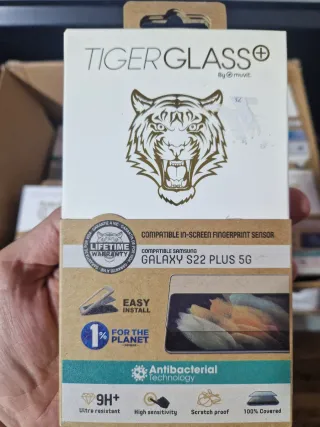 TIGERGLASS+
By muvit
LIFETIME
WARRANTY
COMPATIBLE IN-SCREEN FINGERPRINT SENSOR
COMPATIBLE SAMSUNG
GALAXY S22 PLUS 5G
EASY
INSTALL
1%
FOR THE
PLANET
Antibacterial
Technology
9H+
Ultra resistant
High sensitivity
Scratch proof
100% Covered